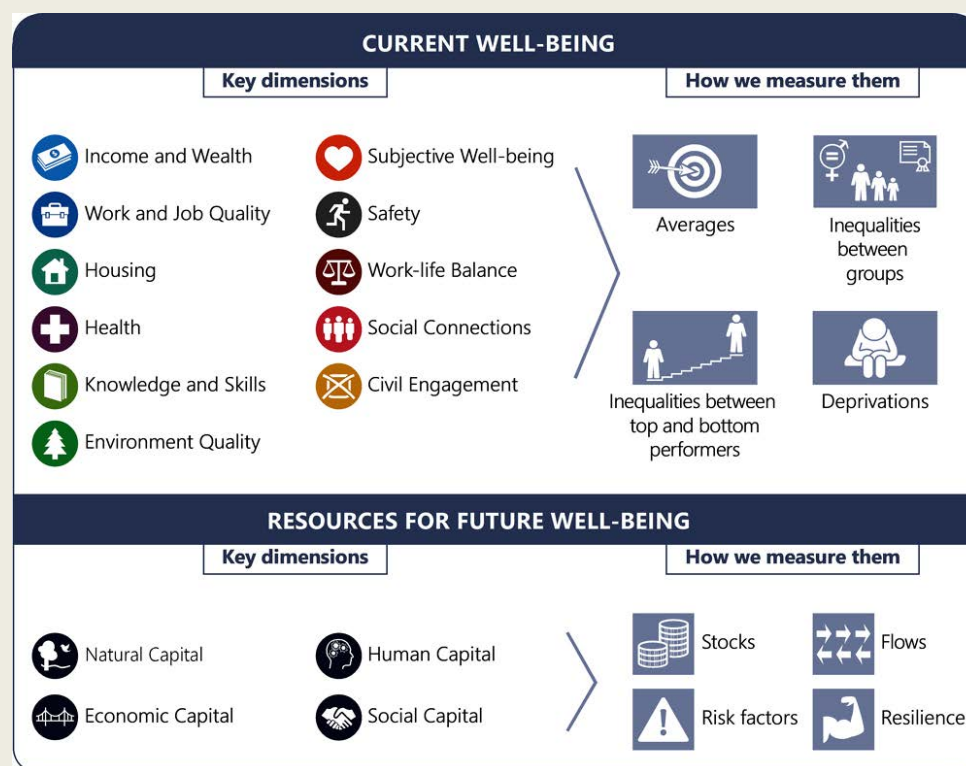 CURRENT WELL-BEING
Key dimensions
How we measure them
Income and Wealth
Subjective Well-being
Work and Job Quality
Safety
Housing
Work-life Balance
Health
Social Connections
Knowledge and Skills
Civil Engagement
Environment Quality
Averages
Inequalities
between
groups
Inequalities between
top and bottom
performers
Deprivations
RESOURCES FOR FUTURE WELL-BEING
Key dimensions
How we measure them
Natural Capital
Human Capital
Economic Capital
Social Capital
Stocks
Flows
Risk factors
Resilience